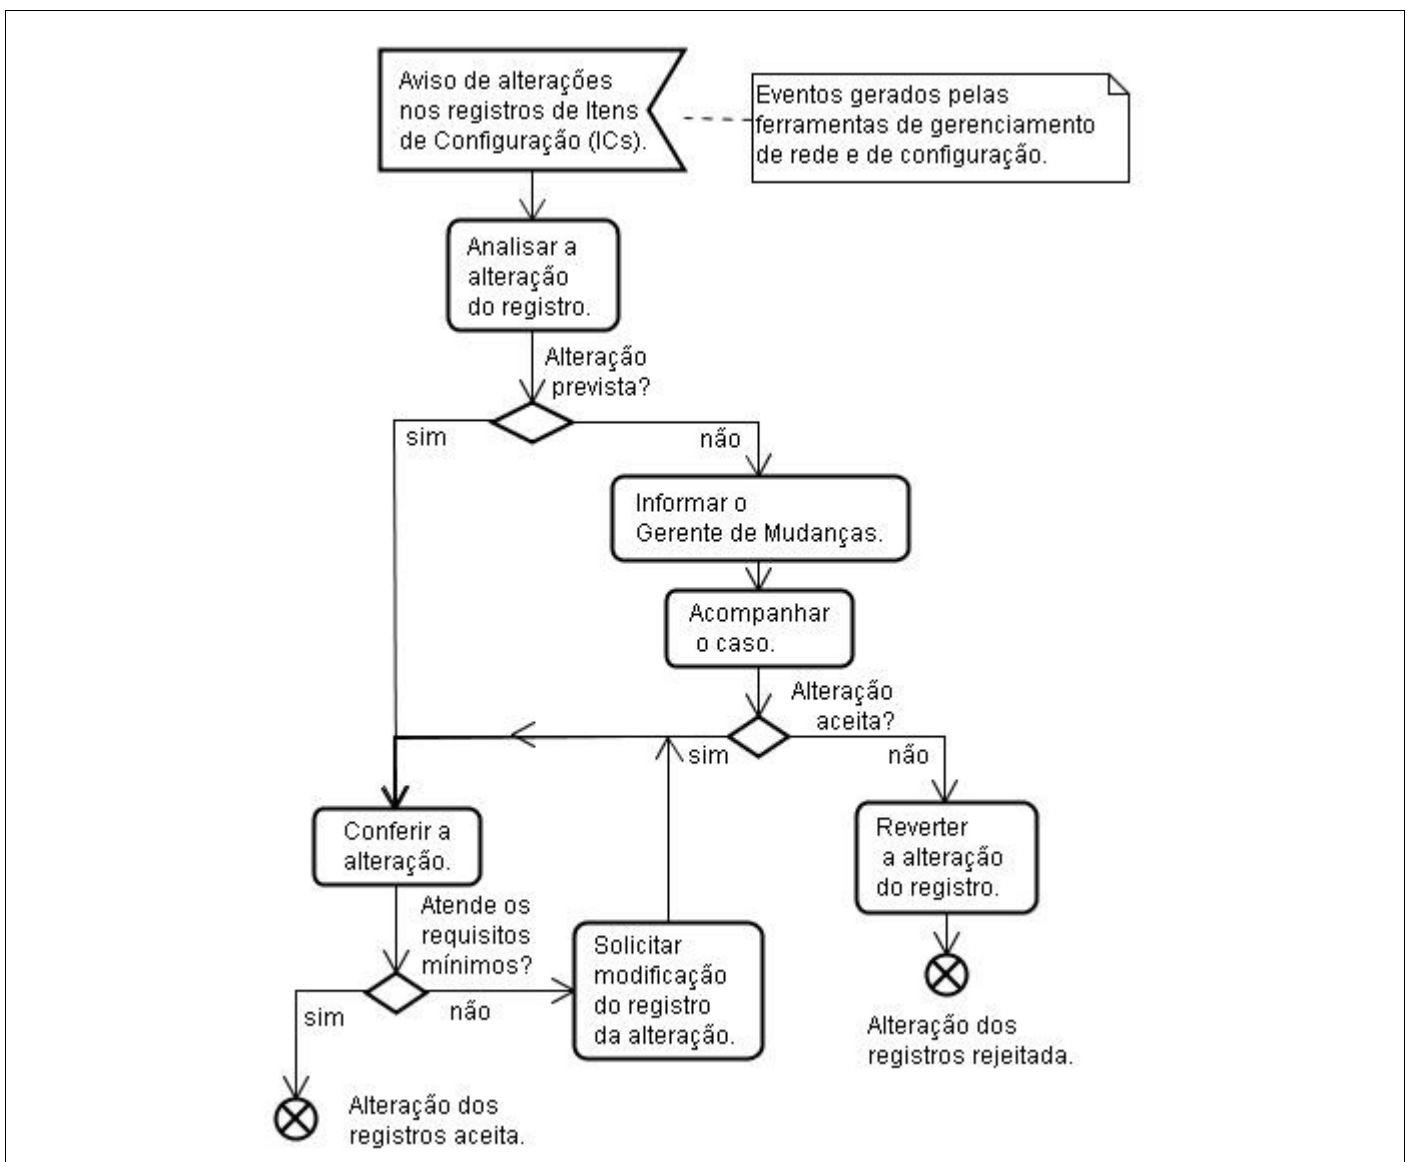 Aviso de alterações
nos registros de Itens
de Configuração (ICs).
Eventos gerados pelas
ferramentas de gerenciamento
de rede e de configuração.
Analisar a
alteração
do registro.
Alteração
prevista?
sim
não
Informar o
Gerente de Mudanças.
Acompanhar
o caso.
Alteração
aceita?
sim
não
Conferir a
alteração.
Reverter
a alteração
do registro.
Atende os
requisitos
mínimos?
sim
não
Solicitar
modificação
do registro
da alteração.
Alteração dos
registros rejeitada.
Alteração dos
registros aceita.